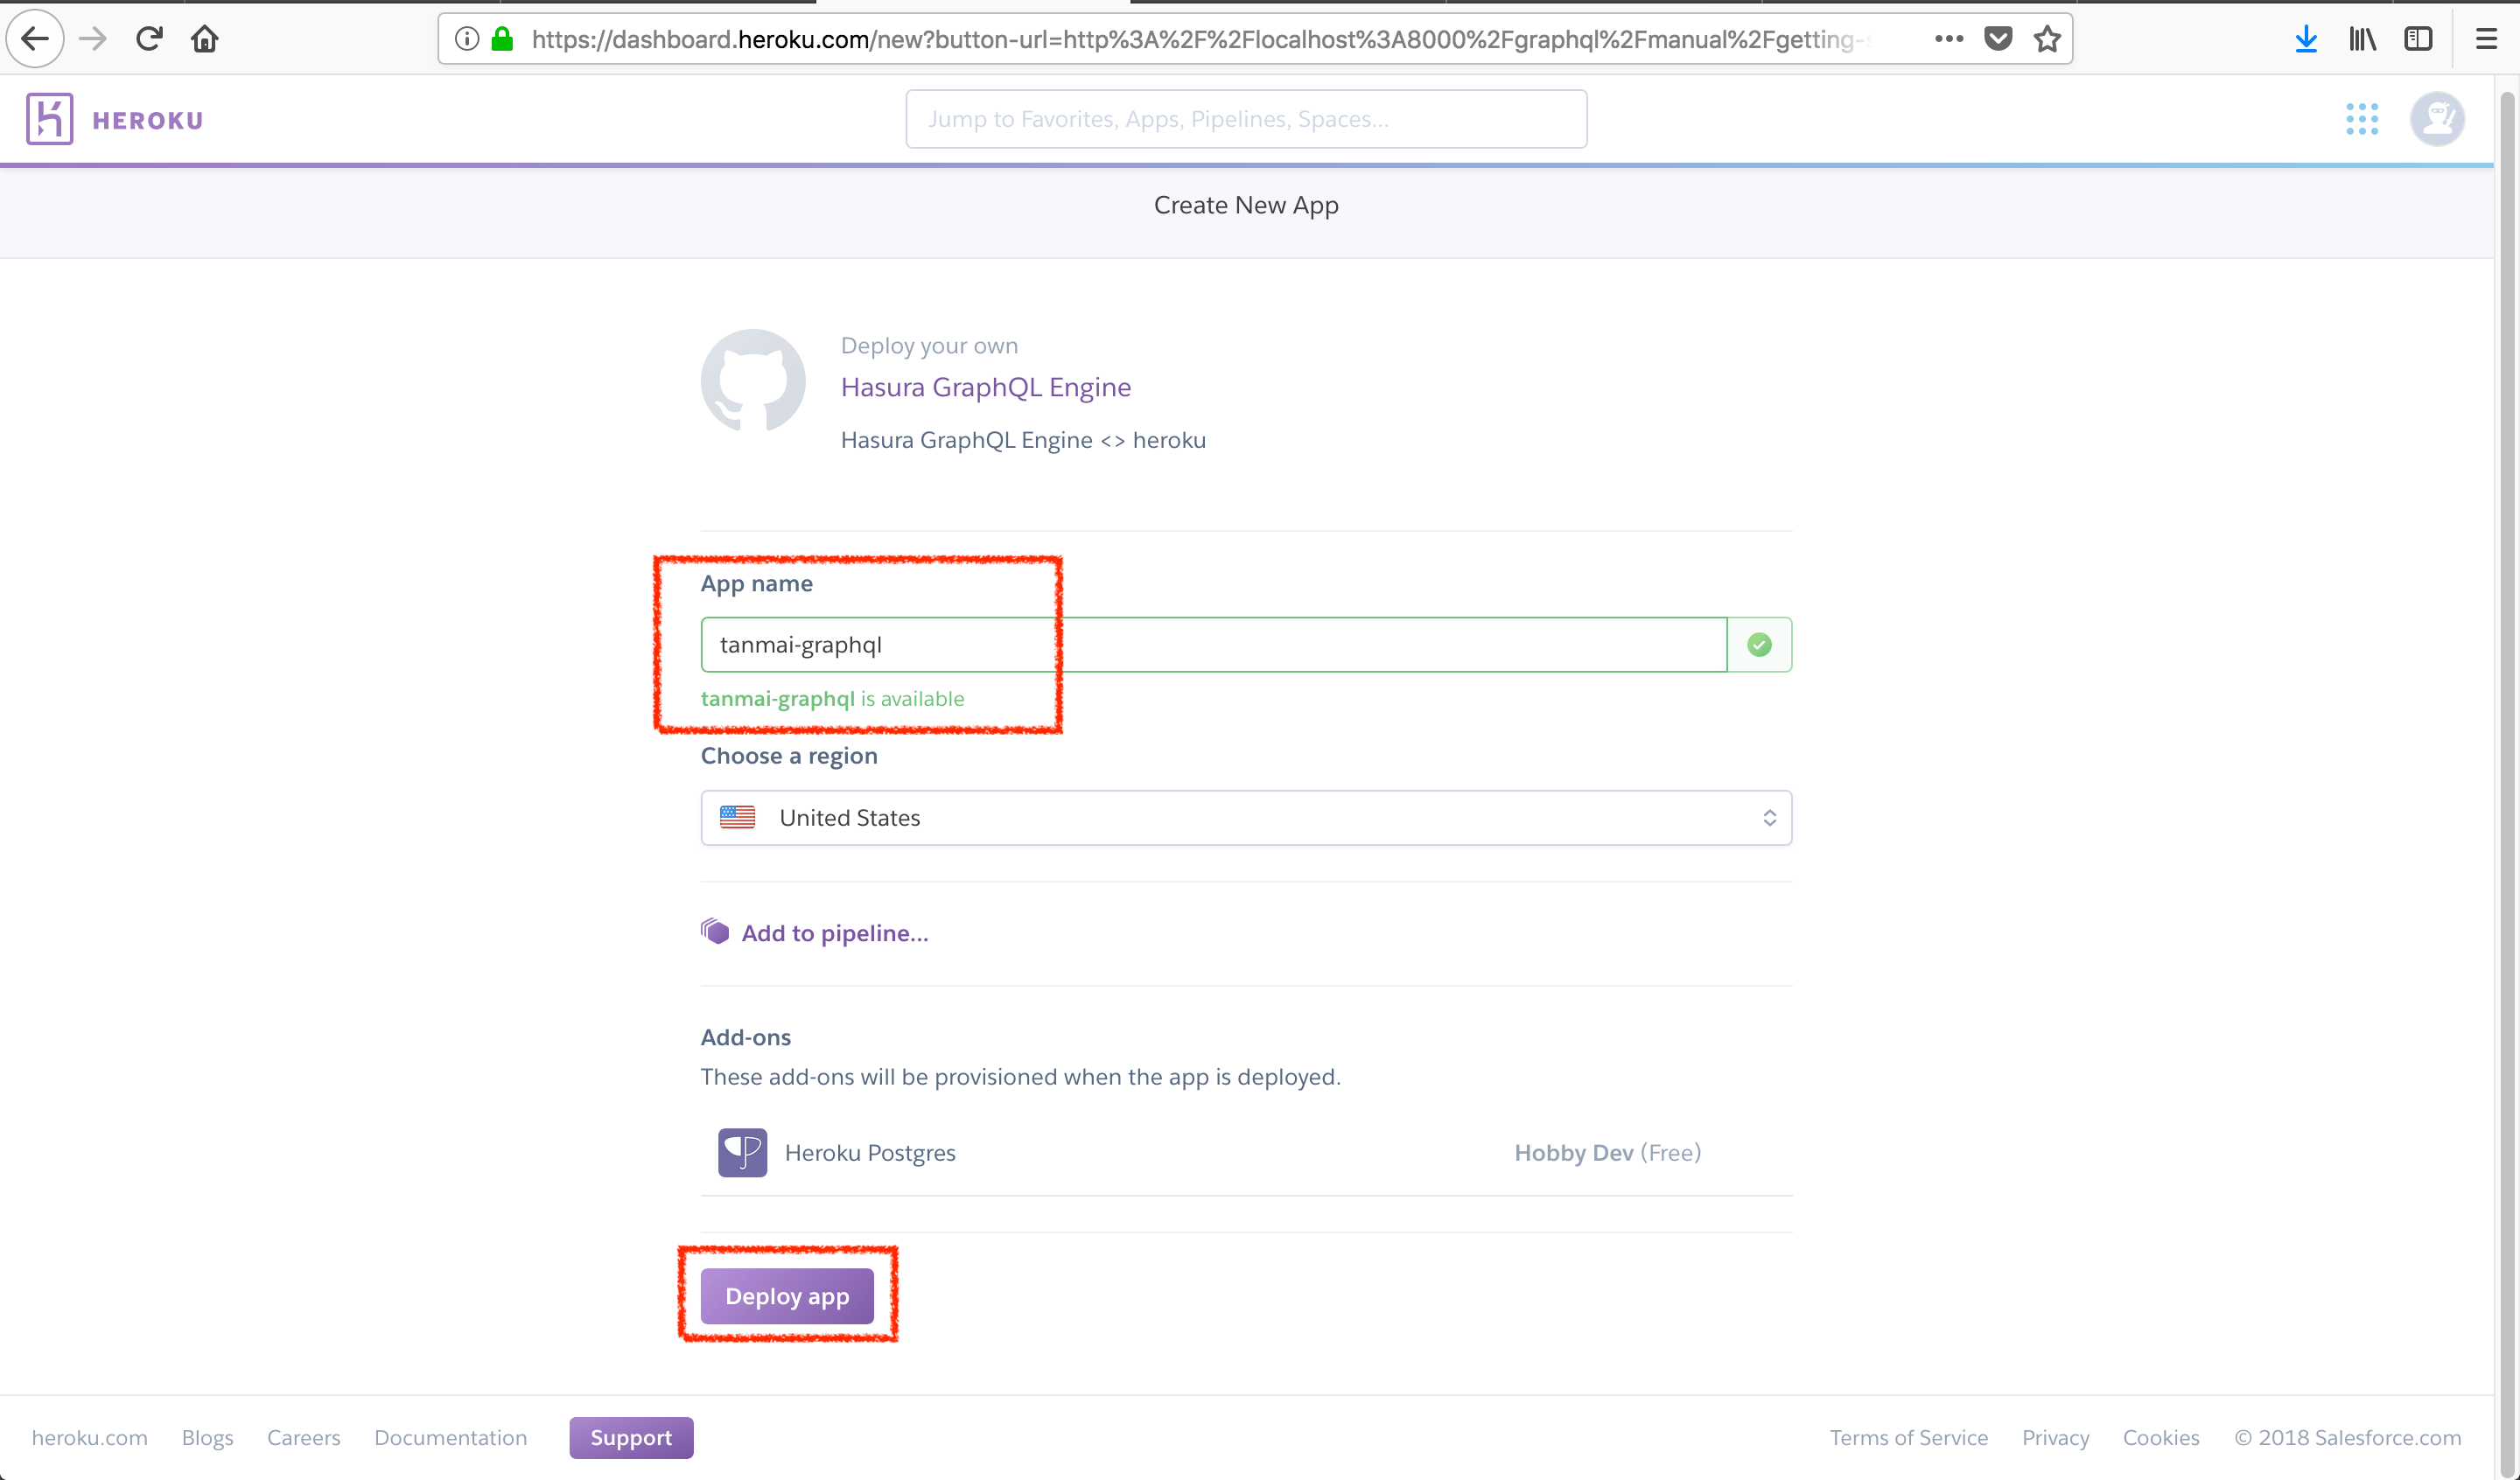 https://dashboard.heroku.com/new?button-url=http%3A%2F%2Flocalhost%3A8000%2Fgraphql%2Fmanual%2Fgetting-
HEROKU
Jump to Favorites, Apps, Pipelines, Spaces...
Create New App
Deploy your own
Hasura GraphQL Engine
Hasura GraphQL Engine <> heroku
App name
tanmai-graphql
tanmai-graphql is available
Choose a region
United States
Add to pipeline...
Add-ons
These add-ons will be provisioned when the app is deployed.
Heroku Postgres Hobby Dev (Free)
Deploy app
heroku.com Blogs Careers Documentation Support Terms of Service Privacy Cookies © 2018 Salesforce.com